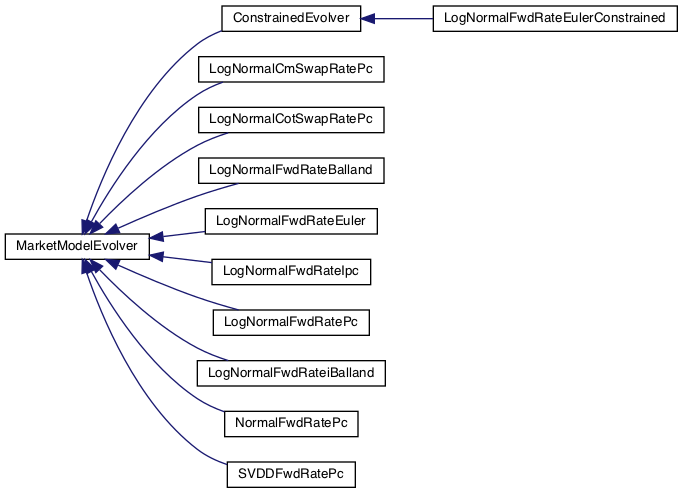 ConstrainedEvolver
LogNormalFwdRateEulerConstrained
LogNormalCmSwapRatePc
LogNormalCotSwapRatePc
LogNormalFwdRateBalland
LogNormalFwdRateEuler
MarketModelEvolver
LogNormalFwdRateIpc
LogNormalFwdRatePc
LogNormalFwdRateiBalland
NormalFwdRatePc
SVDDFwdRatePc